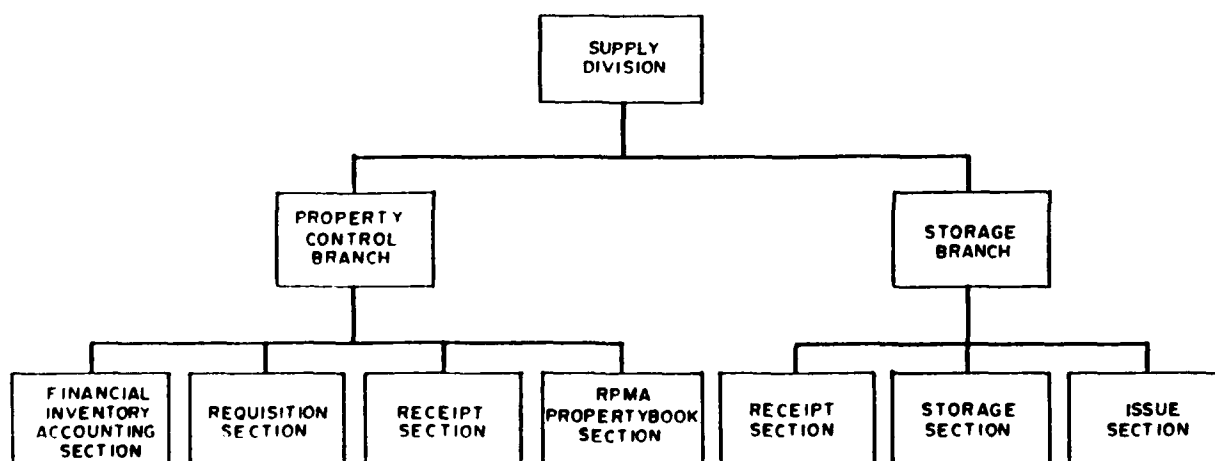 SUPPLY
DIVISION
PROPERTY
CONTROL
BRANCH
STORAGE
BRANCH
FINANCIAL
INVENTORY
ACCOUNTING
SECTION
REQUISITION
SECTION
RECEIPT
SECTION
RPMA
PROPERTYBOOK
SECTION
RECEIPT
SECTION
STORAGE
SECTION
ISSUE
SECTION